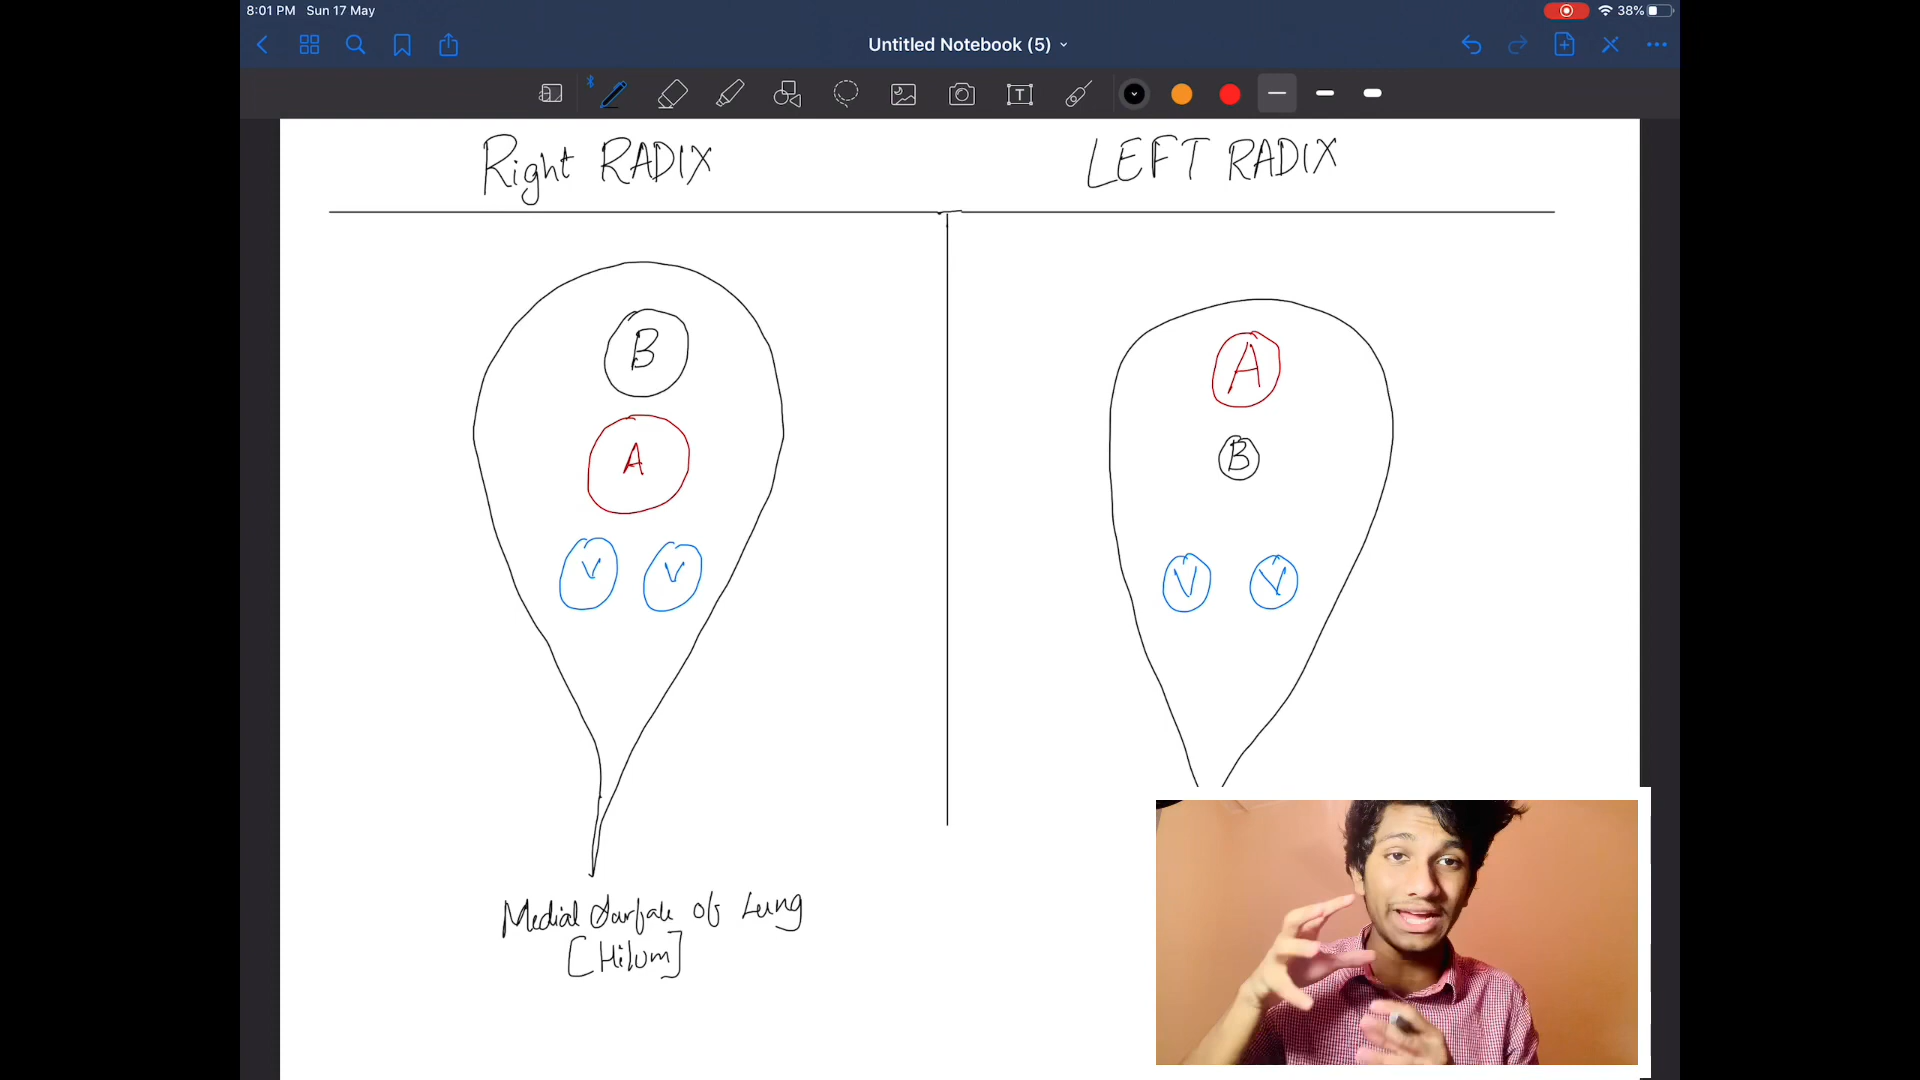 8:01 PM Sun 17 May
38%
Untitled Notebook (5)
T
Right RADIX
LEFT RADIX
B
A
V V
A
B
V V
Medial Surface of Lung
[Hilum]